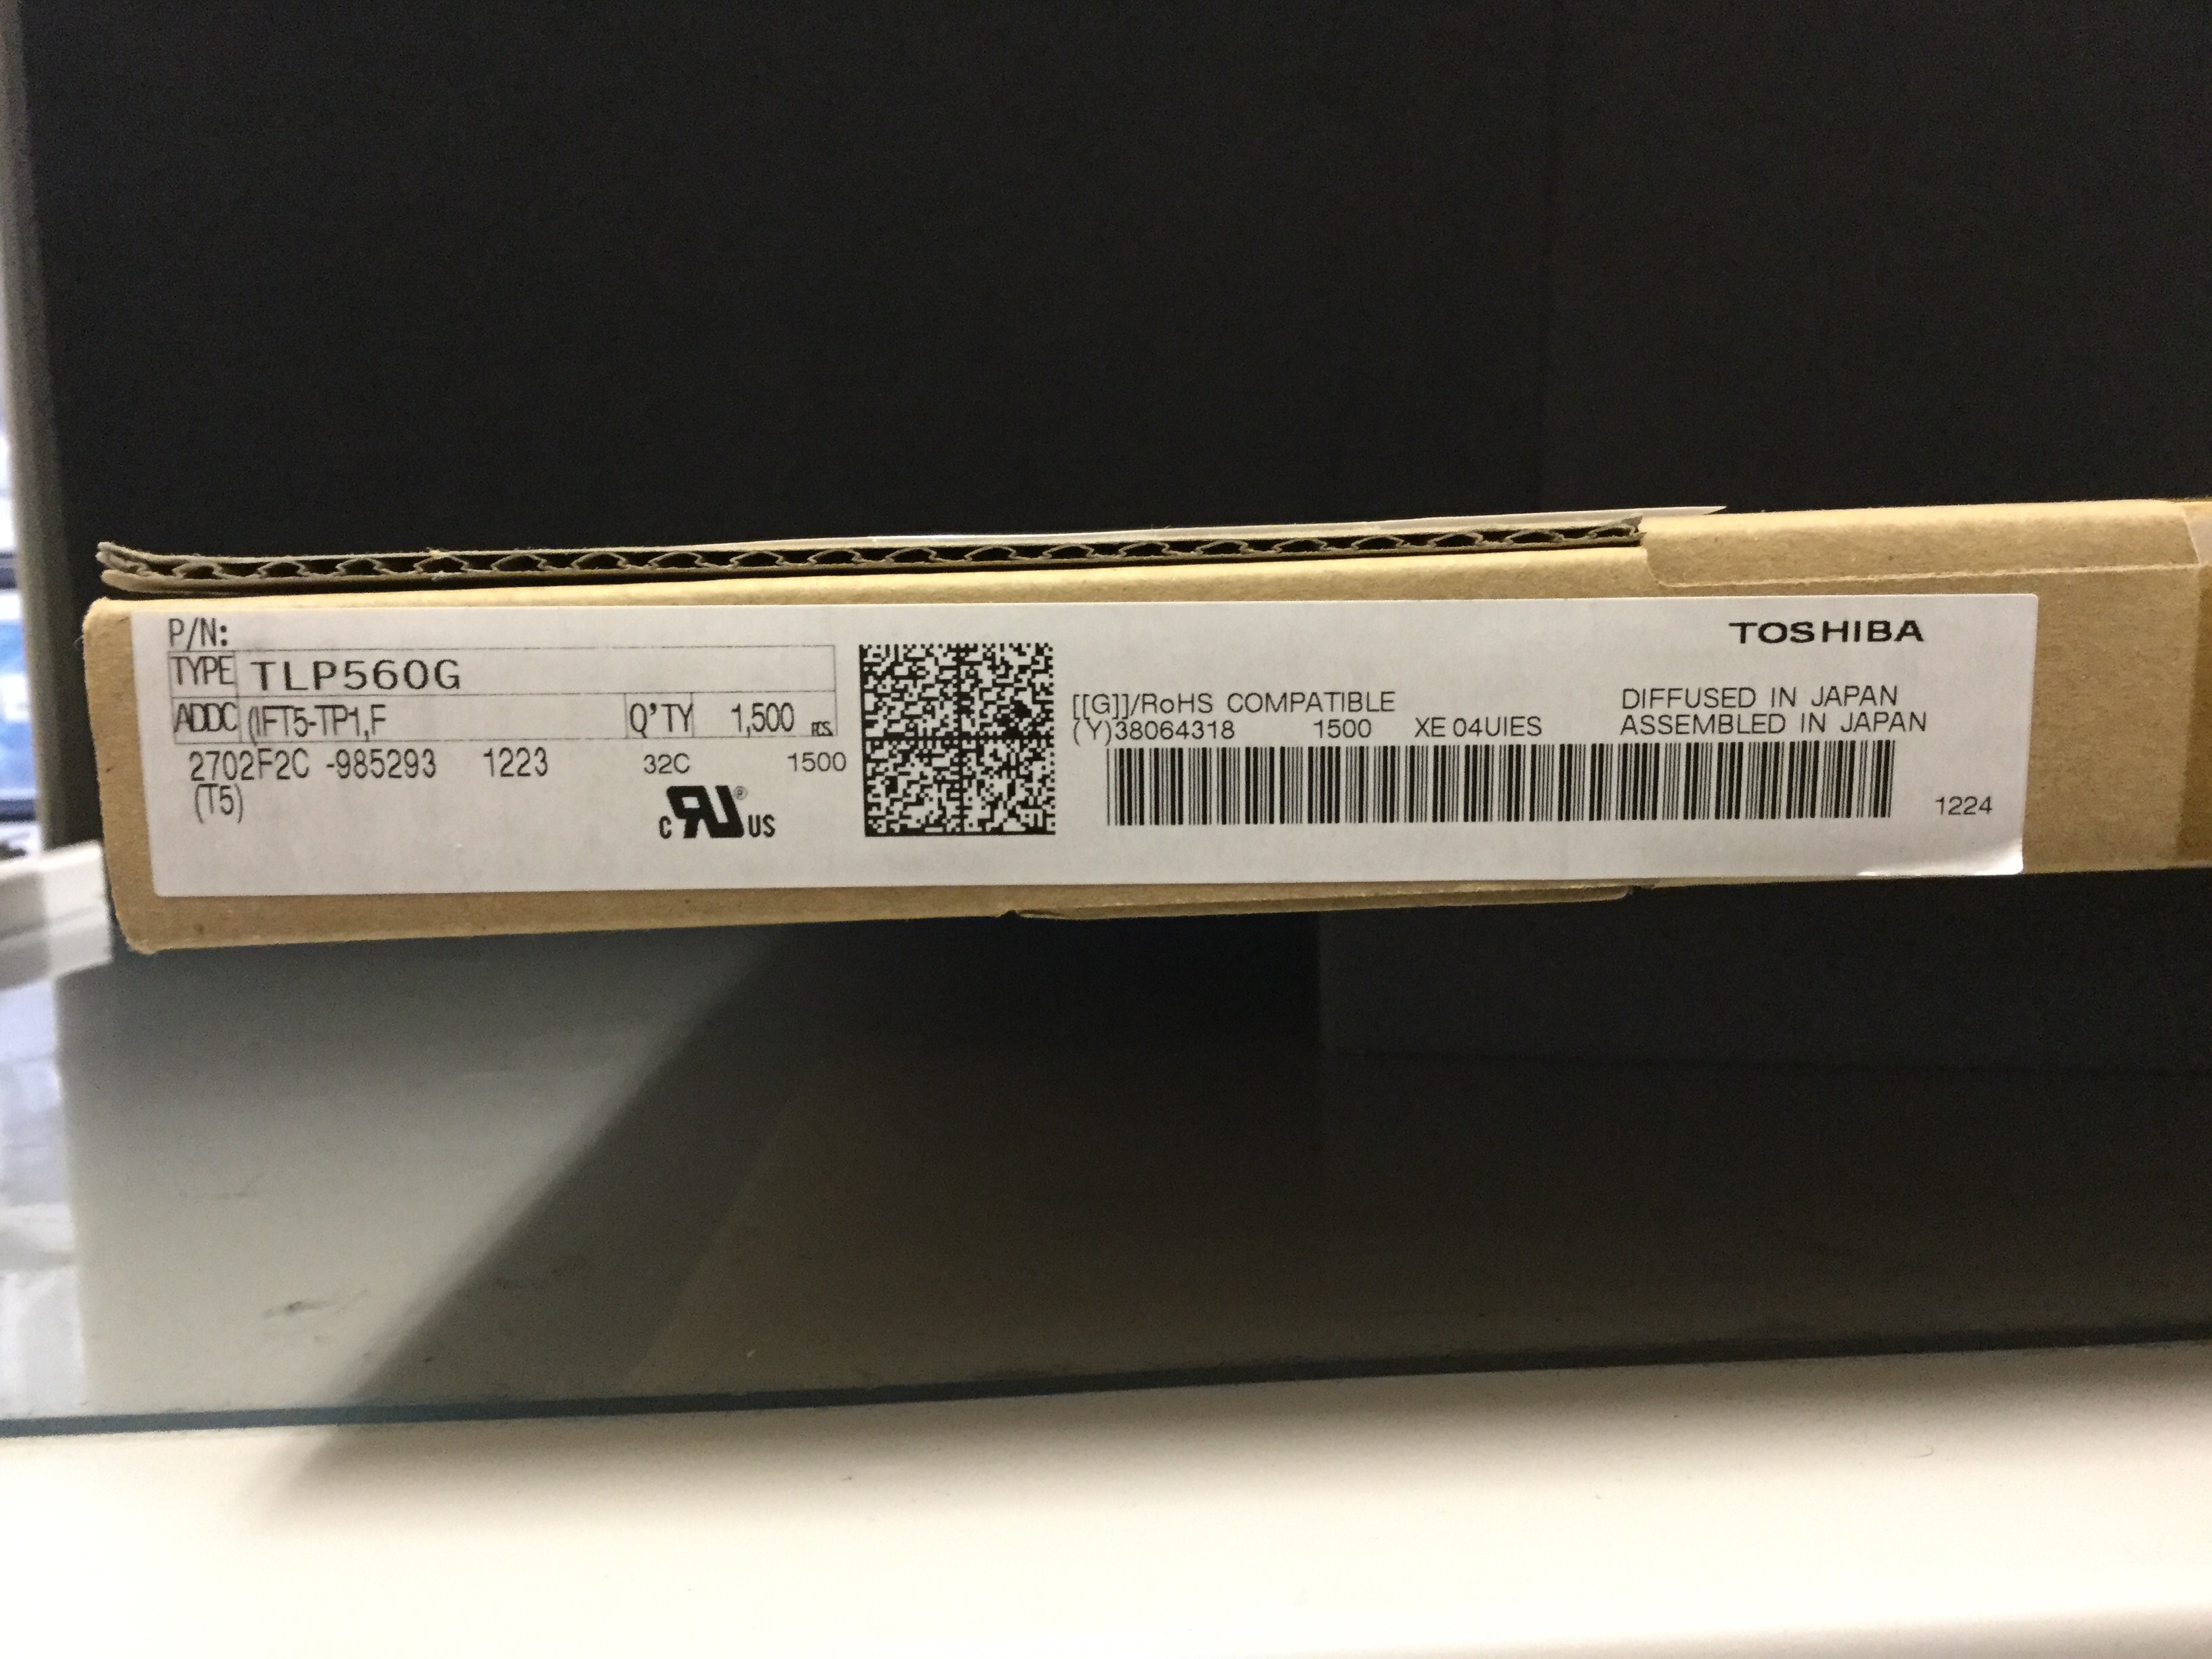 P/N:
TYPE TLP560G
ADDC (IFT5-TP1,F Q'TY 1,500 PCS
2702F2C -985293 1223 32C 1500
(T5)
c RU ® US
TOSHIBA
[[G]]/RoHS COMPATIBLE DIFFUSED IN JAPAN
(Y)38064318 1500 XE 04UIES ASSEMBLED IN JAPAN
1224